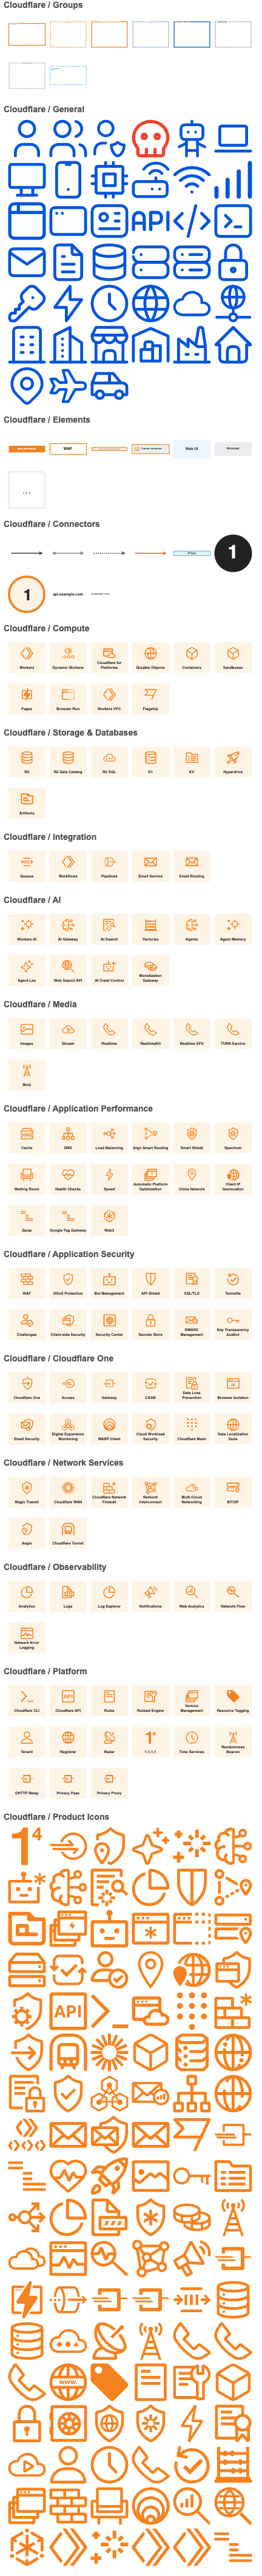 Cloudflare / Groups
Cloudflare / General
API
Cloudflare / Elements
WAF
Web UI
...
Cloudflare / Connectors
1
1
api.example.com
Cloudflare / Compute
Workers
Dynamic Workers
Cloudflare for
Platforms
Durable Objects
Containers
Sandboxes
Pages
Browser Run
Workers VPC
Flagship
Cloudflare / Storage & Databases
R2
R2 Data Catalog
R2 SQL
D1
KV
Hyperdrive
Artifacts
Cloudflare / Integration
Queues
Workflows
Pipelines
Email Service
Email Routing
Cloudflare / AI
Workers AI
AI Gateway
AI Search
Vectorize
Agents
Agent Memory
Agent Lee
Web Search API
AI Crawl Control
Monetization
Gateway
Cloudflare / Media
Images
Stream
Realtime
RealtimeKit
Realtime SFU
TURN Service
MoQ
Cloudflare / Application Performance
Cache
DNS
Load Balancing
Argo Smart Routing
Smart Shield
Spectrum
Waiting Room
Health Checks
Speed
Automatic Platform
Optimization
China Network
Client IP
Geolocation
Zaraz
Google Tag Gateway
Web3
Cloudflare / Application Security
WAF
DDoS Protection
Bot Management
API Shield
SSL/TLS
Turnstile
Challenges
Client-side Security
Security Center
Secrets Store
DMARC
Management
Key Transparency
Auditor
Cloudflare / Cloudflare One
Cloudflare One
Access
Gateway
CASB
Data Loss
Prevention
Browser Isolation
Email Security
Digital Experience
Monitoring
WARP Client
Cloud Workload
Security
Cloudflare Mesh
Data Localization
Suite
Cloudflare / Network Services
Magic Transit
Cloudflare WAN
Cloudflare Network
Firewall
Network
Interconnect
Multi-Cloud
Networking
BYOIP
Aegis
Cloudflare Tunnel
Cloudflare / Observability
Analytics
Logs
Log Explorer
Notifications
Web Analytics
Network Flow
Network Error
Logging
Cloudflare / Platform
Cloudflare CLI
API
Cloudflare API
Rules
Ruleset Engine
Version
Management
Resource Tagging
Tenant
Registrar
Radar
1.1.1.1
Time Services
Randomness
Beacon
OHTTP Relay
Privacy Pass
Privacy Proxy
Cloudflare / Product Icons
1 4
API
WWW.